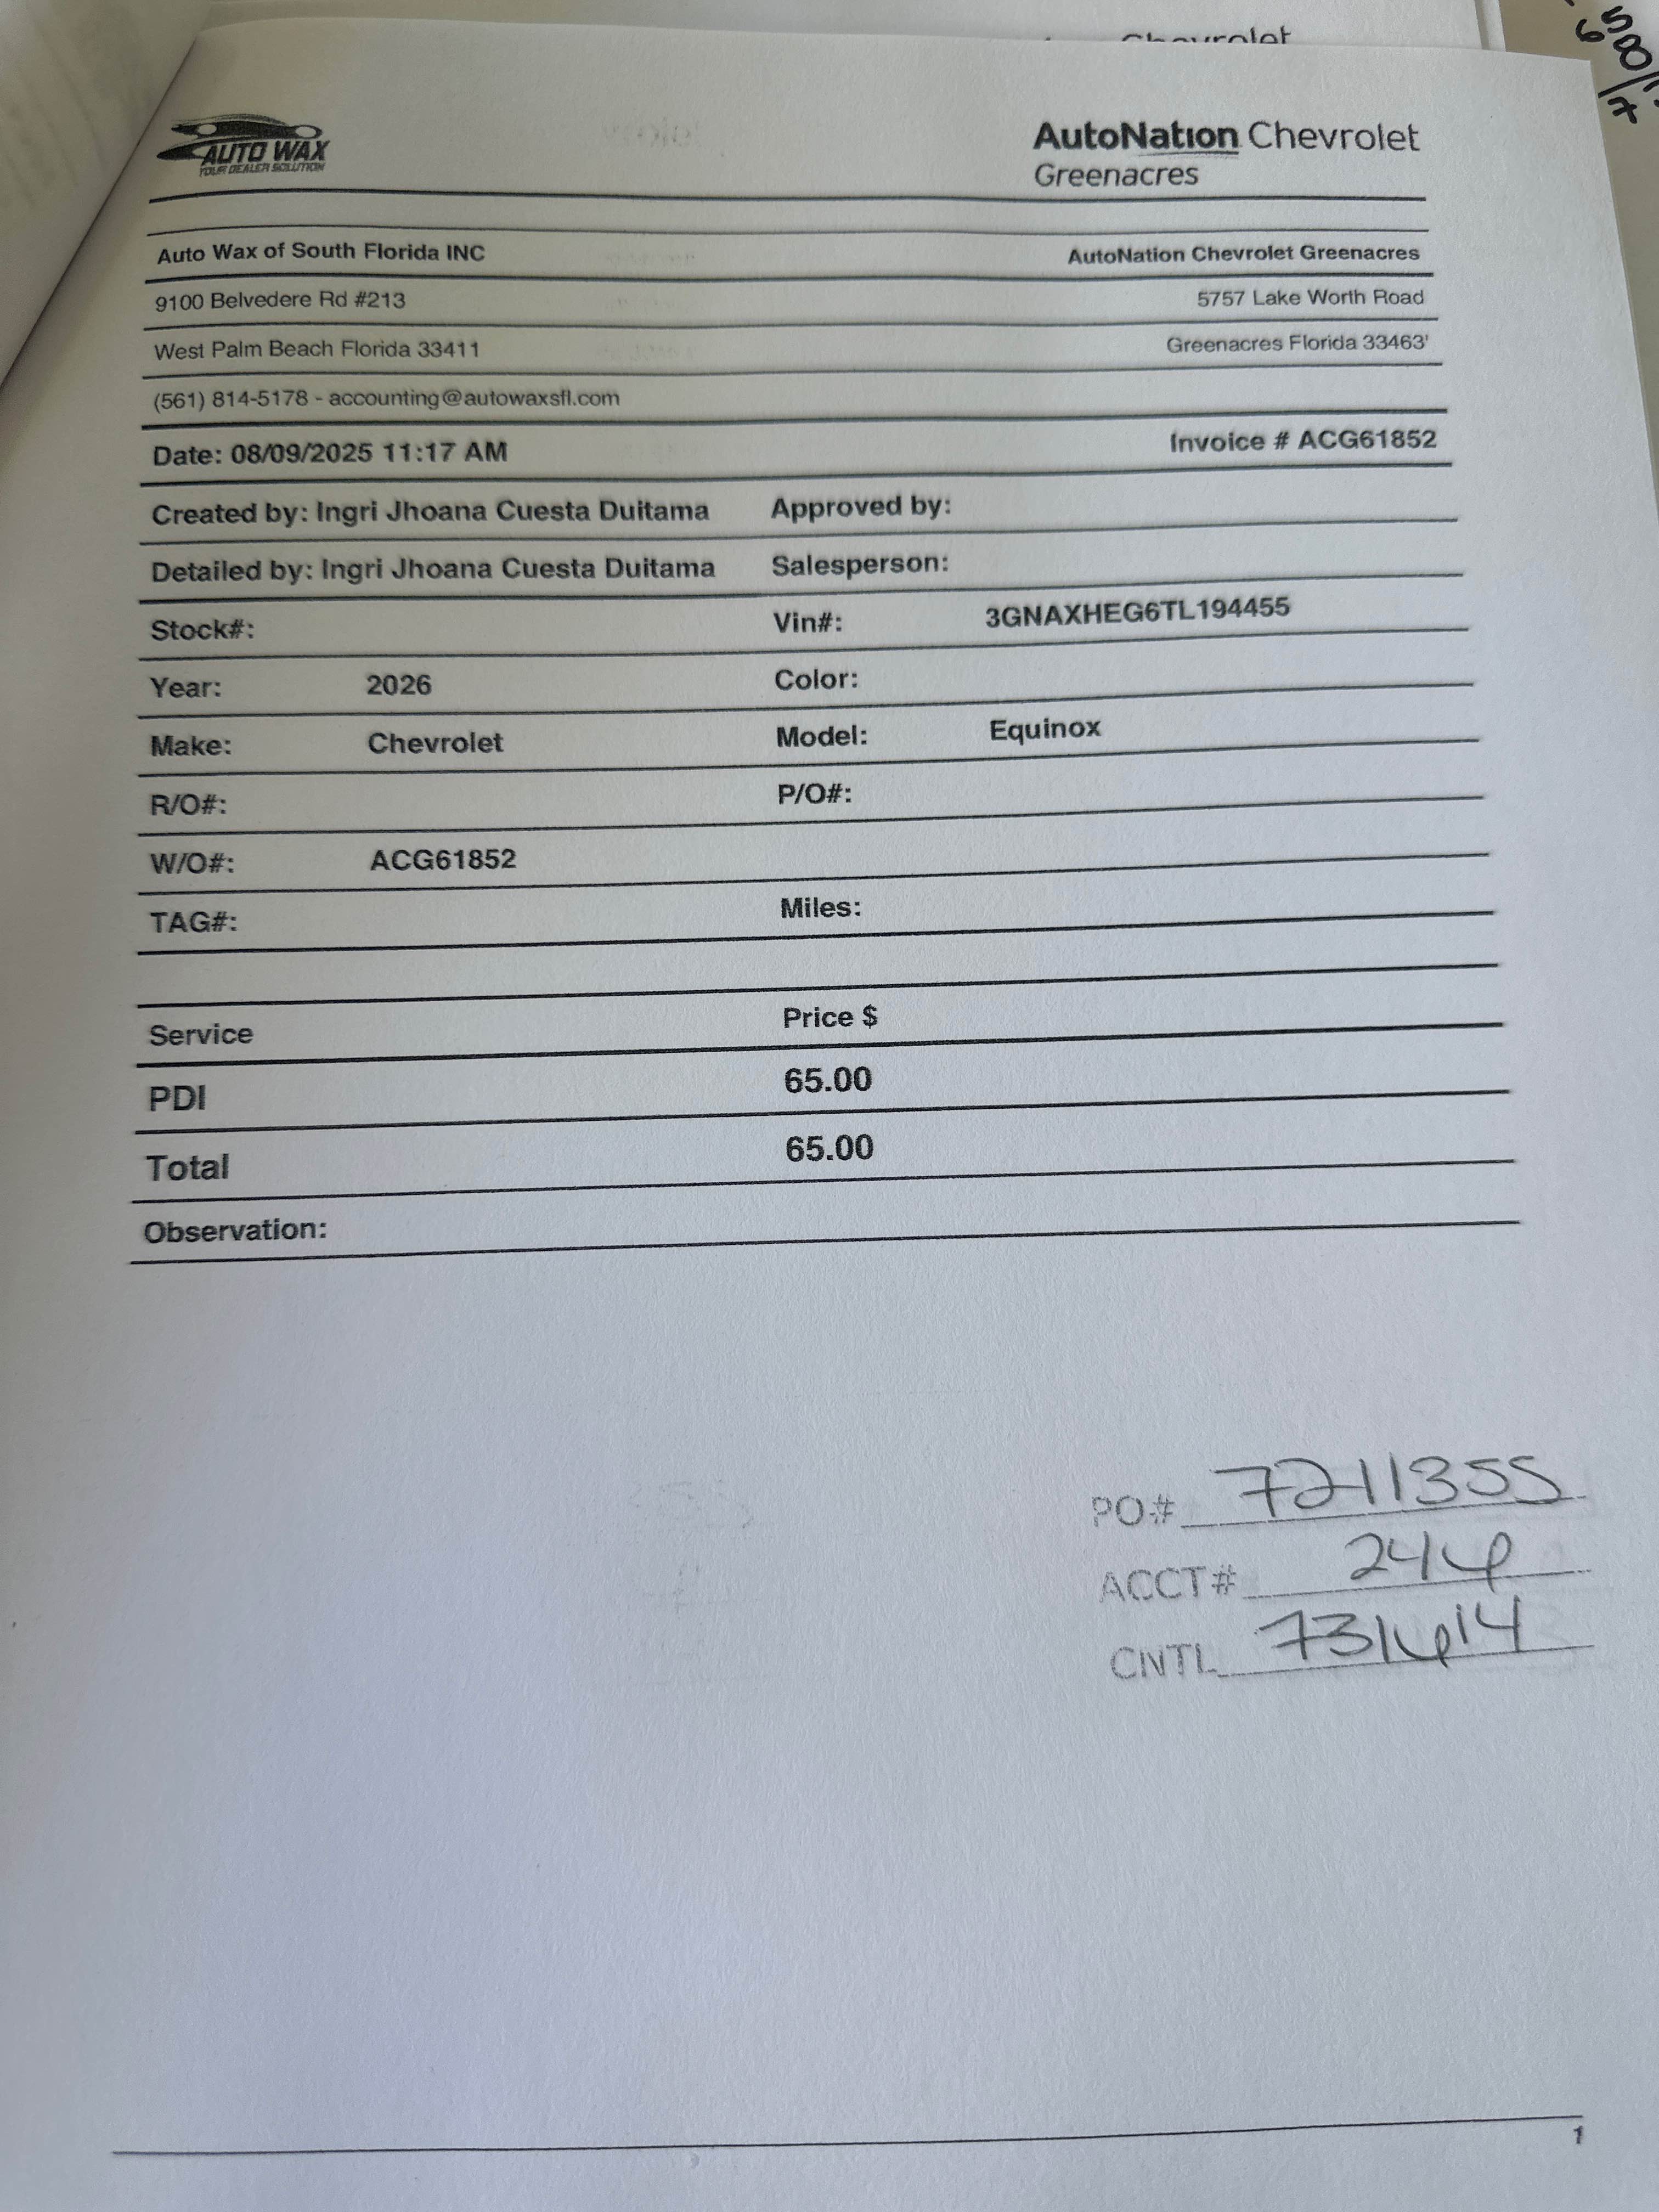 Chevrolet
AUTO WAX
YOUR DEALER SOLUTION
AutoNation Chevrolet
Greenacres
Auto Wax of South Florida INC
AutoNation Chevrolet Greenacres
9100 Belvedere Rd #213
5757 Lake Worth Road
West Palm Beach Florida 33411
Greenacres Florida 33463'
(561) 814-5178 - accounting@autowaxsfl.com
Date: 08/09/2025 11:17 AM
Invoice # ACG61852
Created by: Ingri Jhoana Cuesta Duitama Approved by:
Detailed by: Ingri Jhoana Cuesta Duitama Salesperson:
Stock#: Vin#: 3GNAXHEG6TL194455
Year: 2026 Color:
Make: Chevrolet Model: Equinox
R/O#: P/O#:
W/O#: ACG61852
TAG#: Miles:
Service Price $
PDI 65.00
Total 65.00
Observation:
PO# 7211355
ACCT#
CNTL
1